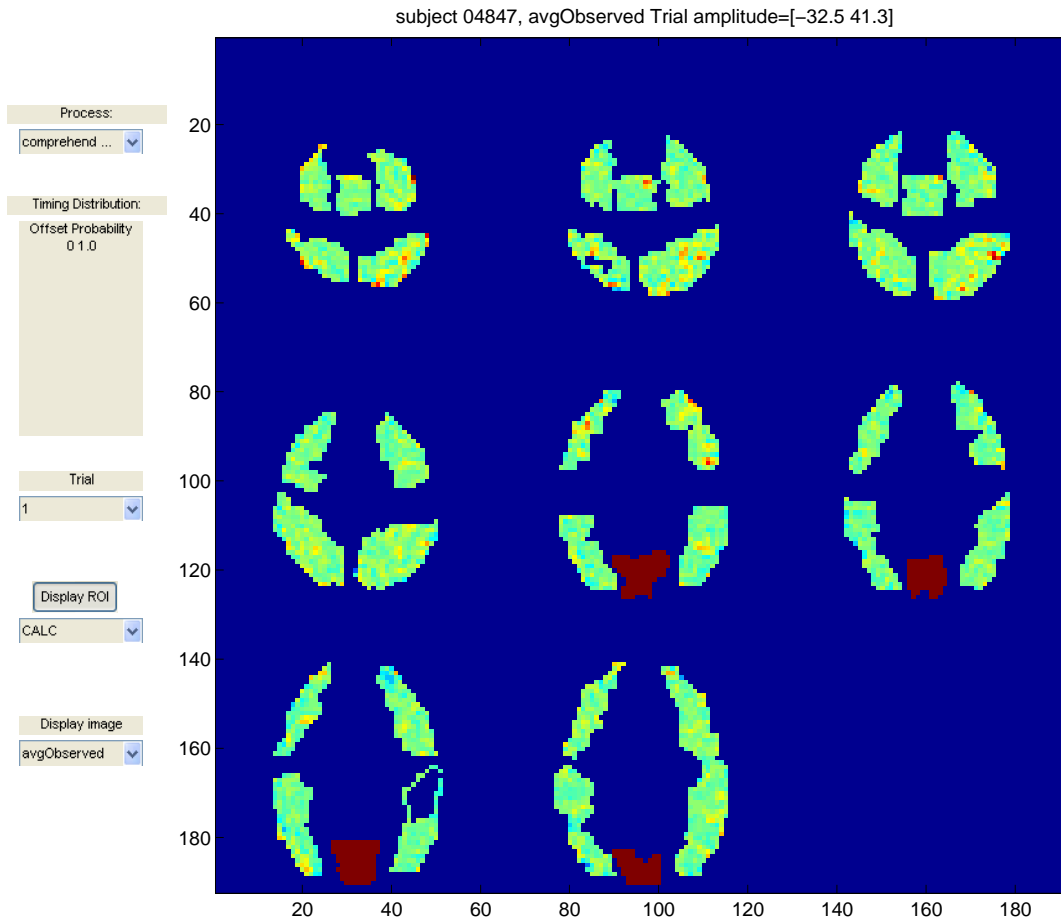 subject 04847, avgObserved Trial amplitude=[−32.5 41.3]
Process:
comprehend ...
Timing Distribution:
Offset Probability
0 1.0
Trial
1
Display ROI
CALC
Display image
avgObserved
20
40
60
80
100
120
140
160
180
20 40 60 80 100 120 140 160 180